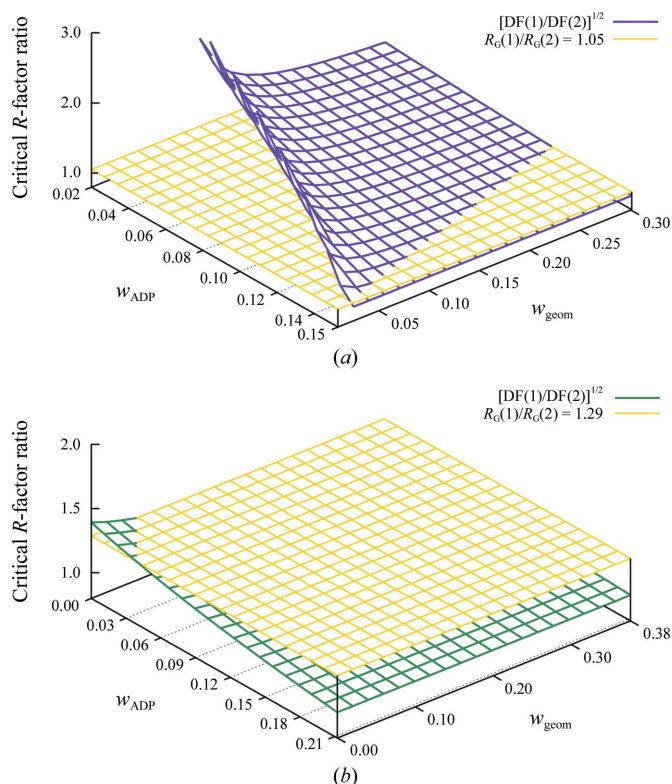 [DF(1)/DF(2)]^1/2
R_G(1)/R_G(2) = 1.05
Critical R-factor ratio
3.0
2.0
1.0
0.02
0.04
0.06
0.08
0.10
0.12
0.14
0.15
w_ADP
0.05
0.10
0.15
0.20
0.25
0.30
w_geom
(a)
[DF(1)/DF(2)]^1/2
R_G(1)/R_G(2) = 1.29
Critical R-factor ratio
2.0
1.5
1.0
0.00
0.03
0.06
0.09
0.12
0.15
0.18
0.21
w_ADP
0.00
0.10
0.20
0.30
0.38
w_geom
(b)